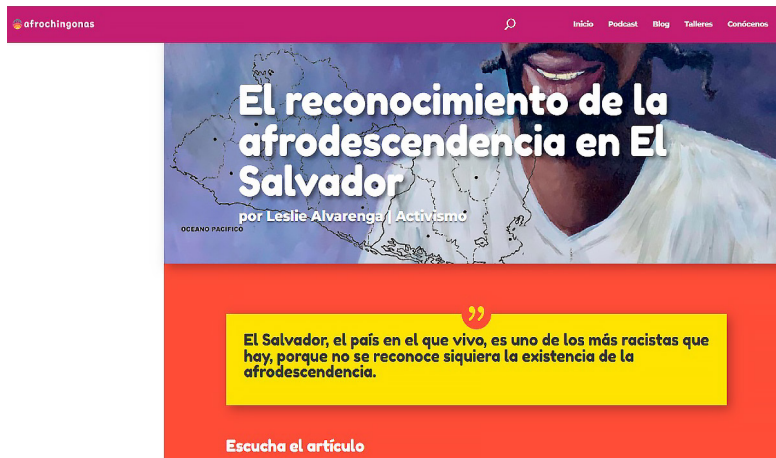 afrochingonas
Inicio Podcast Blog Talleres Conócenos
El reconocimiento de la
afrodescendencia en El
Salvador
por Leslie Alvarenga | Activismo
OCEANO PACIFICO
El Salvador, el país en el que vivo, es uno de los más racistas que
hay, porque no se reconoce siquiera la existencia de la
afrodescendencia.
Escucha el artículo